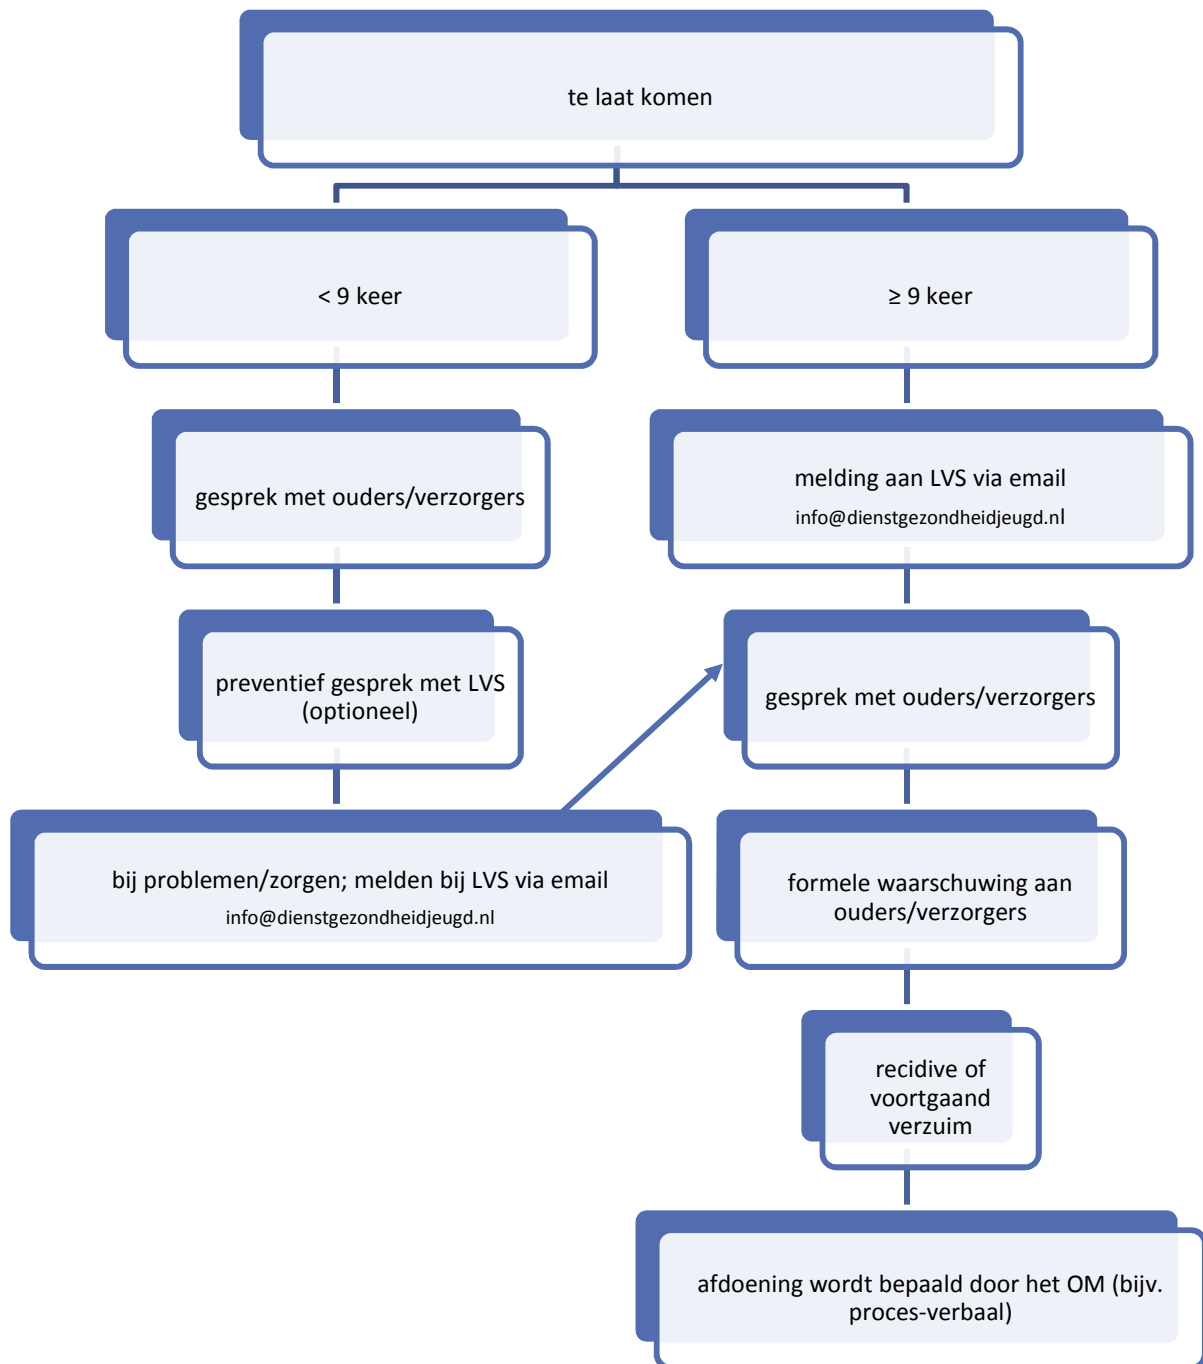 te laat komen
< 9 keer
≥ 9 keer
gesprek met ouders/verzorgers
melding aan LVS via email
info@dienstgezondheidjeugd.nl
preventief gesprek met LVS
(optioneel)
gesprek met ouders/verzorgers
bij problemen/zorgen; melden bij LVS via email
info@dienstgezondheidjeugd.nl
formele waarschuwing aan
ouders/verzorgers
recidive of
voortgaand
verzuim
afdoening wordt bepaald door het OM (bijv.
proces-verbaal)